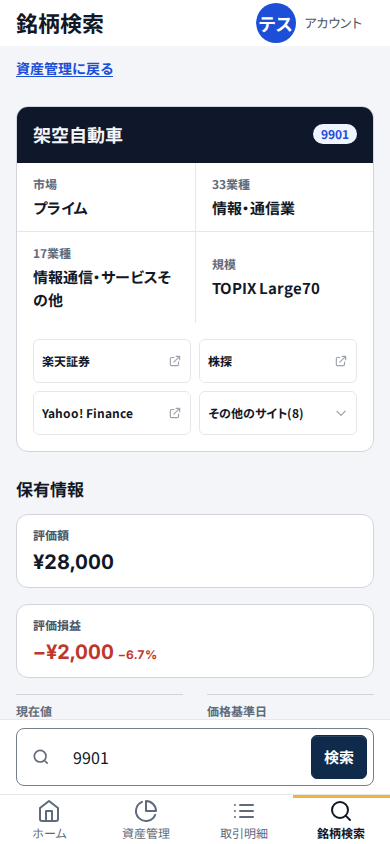 銘柄検索
テス アカウント
資産管理に戻る
架空自動車 9901
市場
プライム
33業種
情報・通信業
17業種
情報通信・サービスそ
の他
規模
TOPIX Large70
楽天証券
株探
Yahoo! Finance
その他のサイト(8)
保有情報
評価額
¥28,000
評価損益
−¥2,000 −6.7%
現在値
価格基準日
9901
検索
ホーム
資産管理
取引明細
銘柄検索